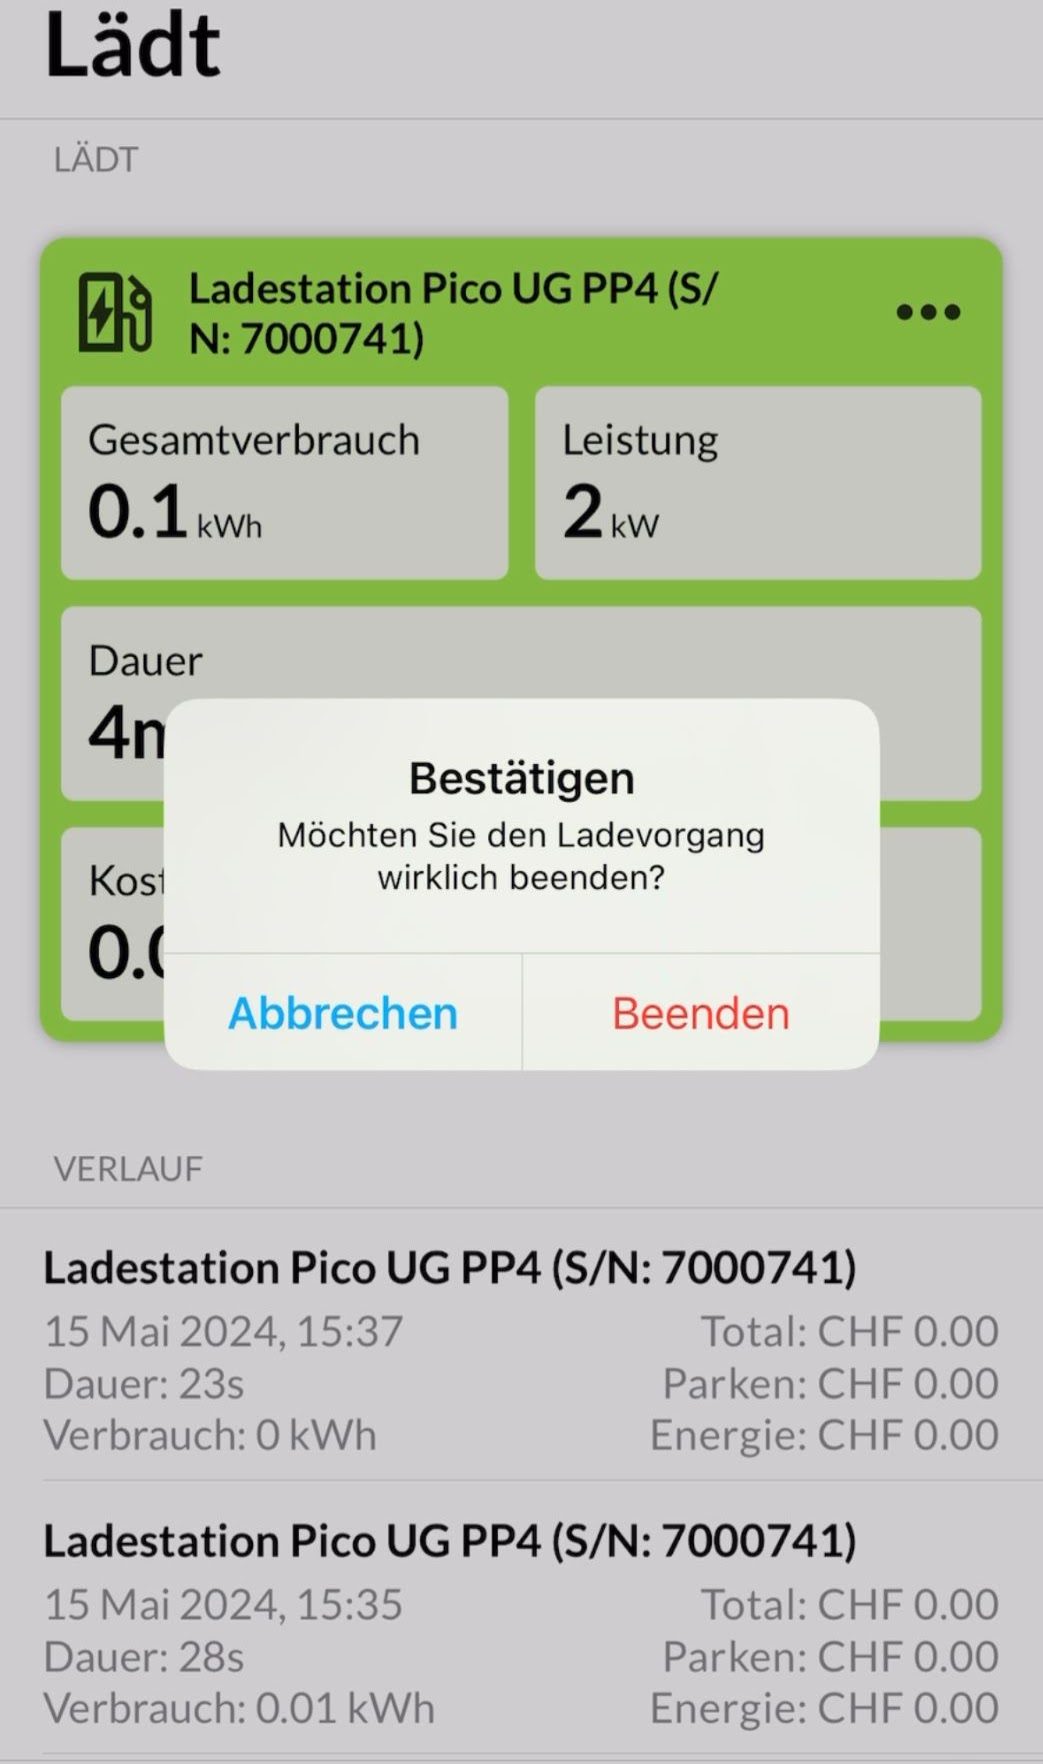 Lädt
LÄDT
Ladestation Pico UG PP4 (S/
N: 7000741)
Gesamtverbrauch
0.1 kWh
Leistung
2 kW
Dauer
Bestätigen
Möchten Sie den Ladevorgang
wirklich beenden?
Abbrechen
Beenden
VERLAUF
Ladestation Pico UG PP4 (S/N: 7000741)
15 Mai 2024, 15:37
Total: CHF 0.00
Dauer: 23s
Parken: CHF 0.00
Verbrauch: 0 kWh
Energie: CHF 0.00
Ladestation Pico UG PP4 (S/N: 7000741)
15 Mai 2024, 15:35
Total: CHF 0.00
Dauer: 28s
Parken: CHF 0.00
Verbrauch: 0.01 kWh
Energie: CHF 0.00